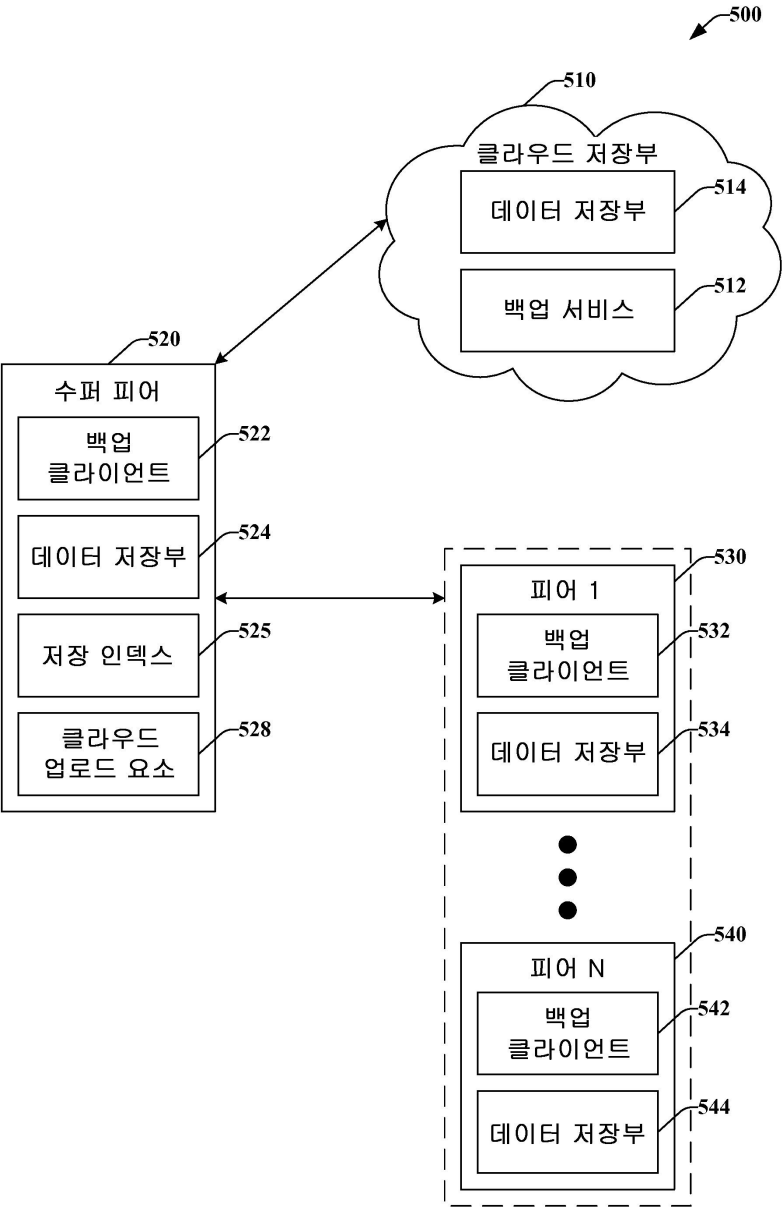 500
510
클라우드 저장부
데이터 저장부
514
백업 서비스
512
520
수퍼 피어
백업
클라이언트
522
데이터 저장부
524
저장 인덱스
525
클라우드
업로드 요소
528
530
피어 1
백업
클라이언트
532
데이터 저장부
534
540
피어 N
백업
클라이언트
542
데이터 저장부
544